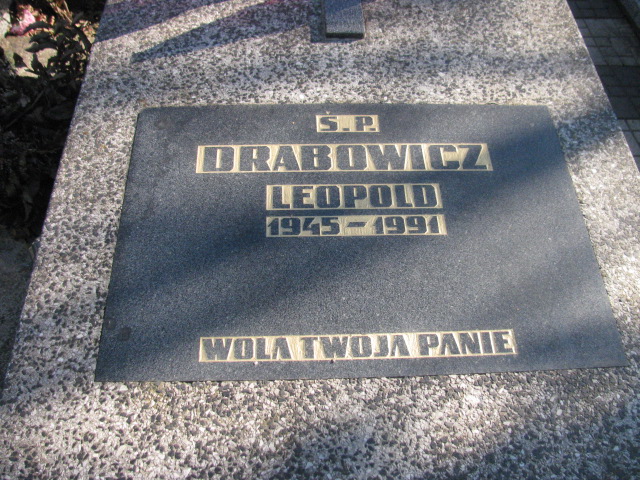 S.P.
DRABOWICZ
LEOPOLD
1945-1991
WOLA TWOJA PANIE